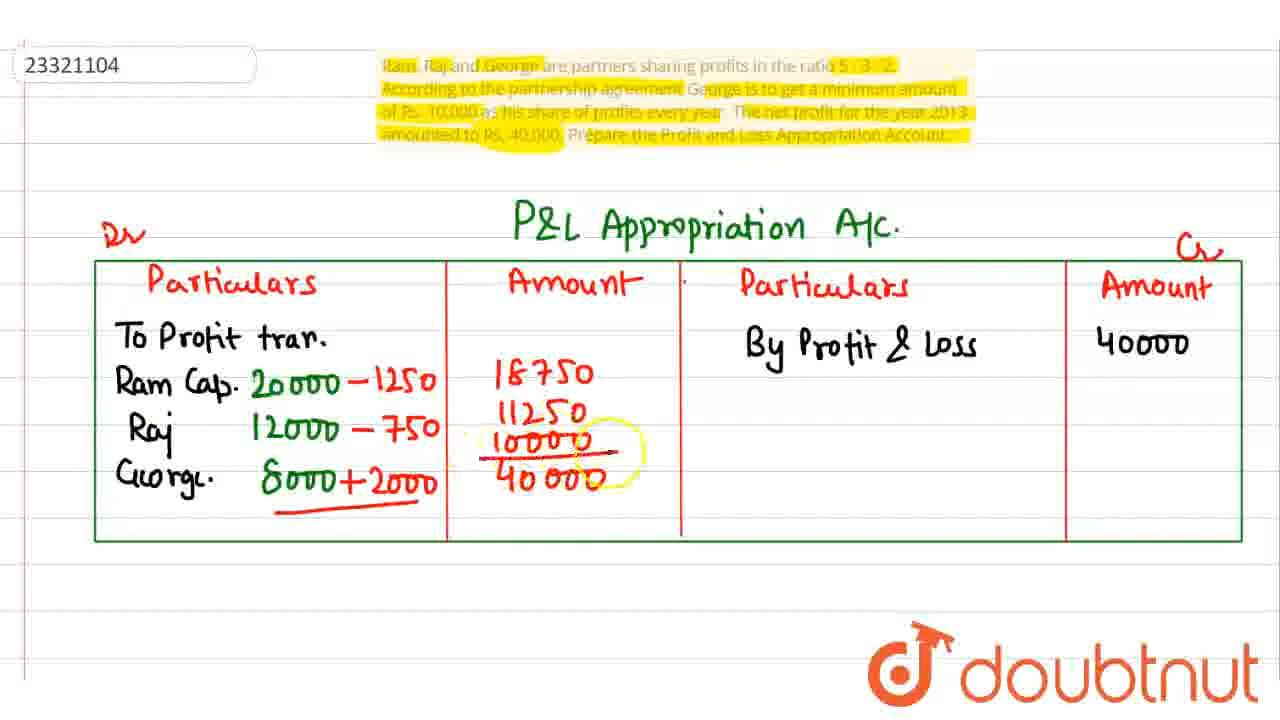 23321104
Ram, Raj and George are partners sharing profits in the ratio 5 : 3 : 2.
According to the partnership agreement George is to get a minimum amount
of Rs. 10,000 as his share of profits every year. The net profit for the year 2013
amounted to Rs. 40,000. Prepare the Profit and Loss Appropriation Account.
P&L Appropriation A/c.
Dr Cr
Particulars Amount Particulars Amount
To Profit tran. By Profit & Loss 40000
Ram Cap. 20000 - 1250 18750
Raj 12000 - 750 11250
George. 8000 + 2000 10000
40000
doubtnut